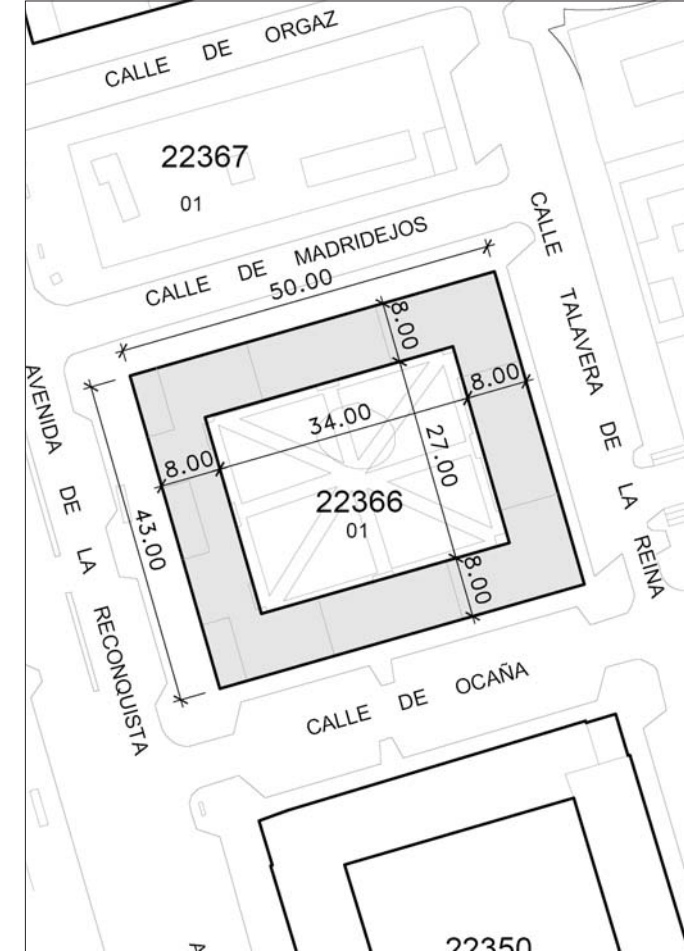 CALLE DE ORGAZ
22367
01
CALLE DE MADRIDEJOS
50.00
CALLE TALAVERA DE LA REINA
AVENIDA DE LA RECONQUISTA
8.00
8.00
34.00
27.00
8.00
43.00
22366
01
8.00
CALLE DE OCAÑA
22350
A